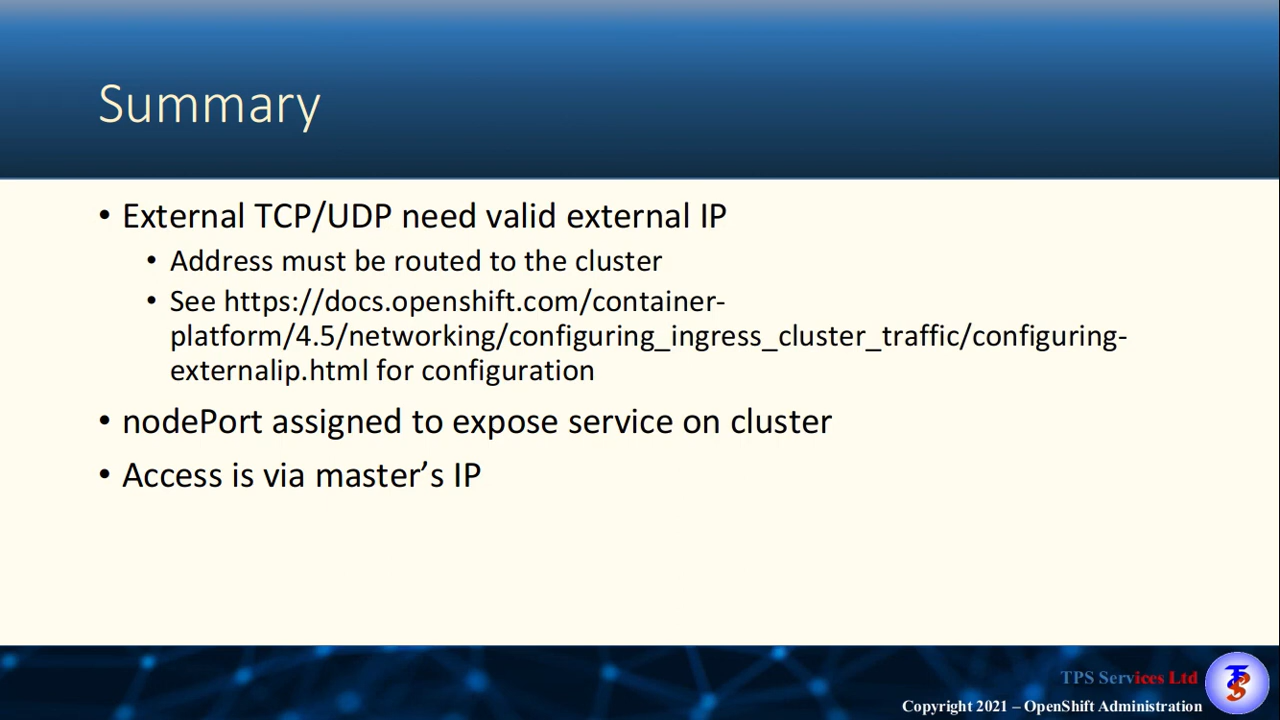 Summary
• External TCP/UDP need valid external IP
• Address must be routed to the cluster
• See https://docs.openshift.com/container-
platform/4.5/networking/configuring_ingress_cluster_traffic/configuring-
externalip.html for configuration
• nodePort assigned to expose service on cluster
• Access is via master’s IP
TPS Services Ltd
Copyright 2021 – OpenShift Administration